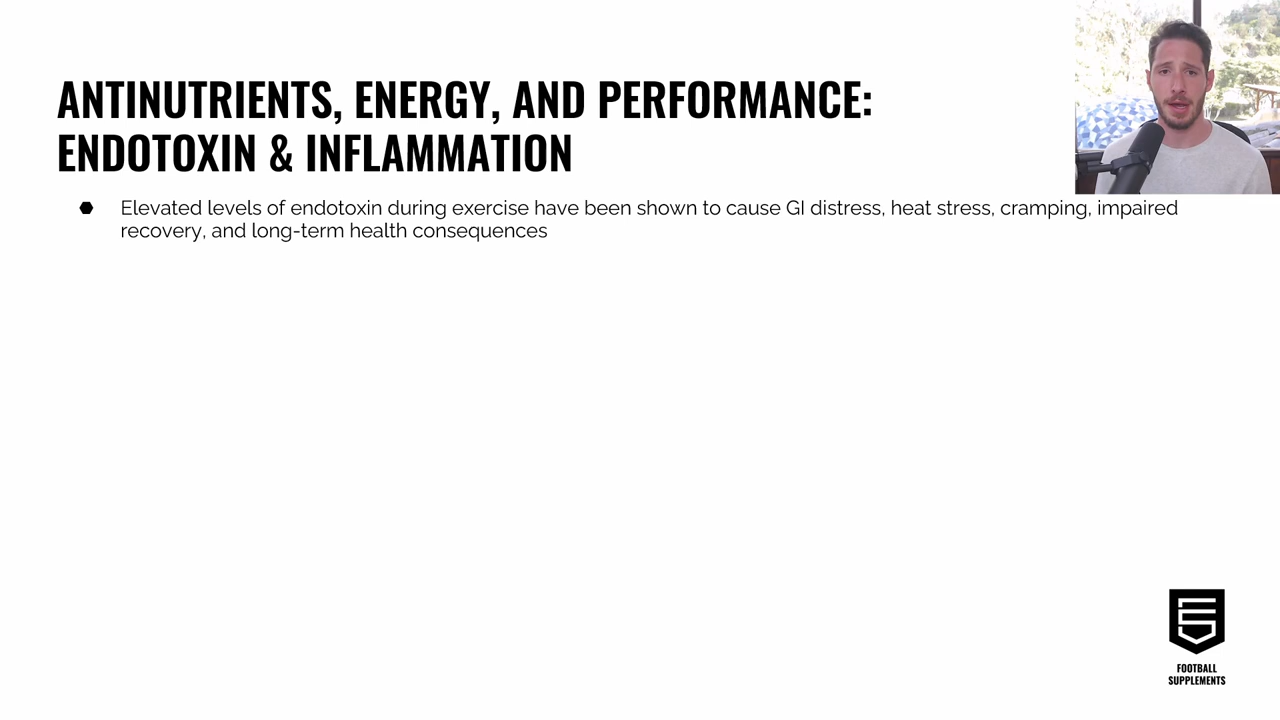 ANTINUTRIENTS, ENERGY, AND PERFORMANCE:
ENDOTOXIN & INFLAMMATION
Elevated levels of endotoxin during exercise have been shown to cause GI distress, heat stress, cramping, impaired
recovery, and long-term health consequences
FOOTBALL
SUPPLEMENTS